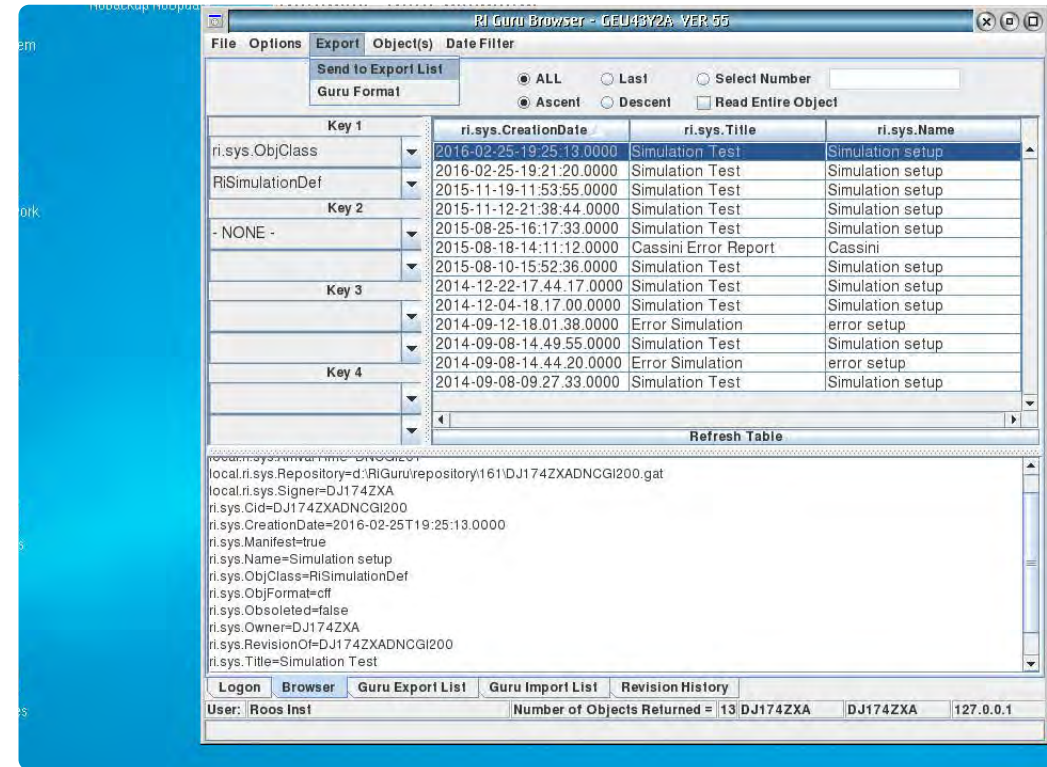 RI Guru Browser - GEU43Y2A VER 55
File Options Export Object(s) Date Filter
Send to Export List
Guru Format
ALL Last Select Number
Ascent Descent Read Entire Object
Key 1
ri.sys.ObjClass
RiSimulationDef
Key 2
- NONE -
Key 3
Key 4
ri.sys.CreationDate ri.sys.Title ri.sys.Name
2016-02-25-19:25:13.0000 Simulation Test Simulation setup
2016-02-25-19:21:20.0000 Simulation Test Simulation setup
2015-11-19-11:53:55.0000 Simulation Test Simulation setup
2015-11-12-21:38:44.0000 Simulation Test Simulation setup
2015-08-25-16:17:33.0000 Simulation Test Simulation setup
2015-08-18-14:11:12.0000 Cassini Error Report Cassini
2015-08-10-15:52:36.0000 Simulation Test Simulation setup
2014-12-22-17.44.17.0000 Simulation Test Simulation setup
2014-12-04-18.17.00.0000 Simulation Test Simulation setup
2014-09-12-18.01.38.0000 Error Simulation error setup
2014-09-08-14.49.55.0000 Simulation Test Simulation setup
2014-09-08-14.44.20.0000 Error Simulation error setup
2014-09-08-09.27.33.0000 Simulation Test Simulation setup
Refresh Table
local.ri.sys.Repository=d:\RiGuru\repository\161\DJ174ZXADNCGI200.gat
local.ri.sys.Signer=DJ174ZXA
ri.sys.Cid=DJ174ZXADNCGI200
ri.sys.CreationDate=2016-02-25T19:25:13.0000
ri.sys.Manifest=true
ri.sys.Name=Simulation setup
ri.sys.ObjClass=RiSimulationDef
ri.sys.ObjFormat=cff
ri.sys.Obsoleted=false
ri.sys.Owner=DJ174ZXA
ri.sys.RevisionOf=DJ174ZXADNCGI200
ri.sys.Title=Simulation Test
Logon Browser Guru Export List Guru Import List Revision History
User: Roos Inst Number of Objects Returned = 13 DJ174ZXA DJ174ZXA 127.0.0.1